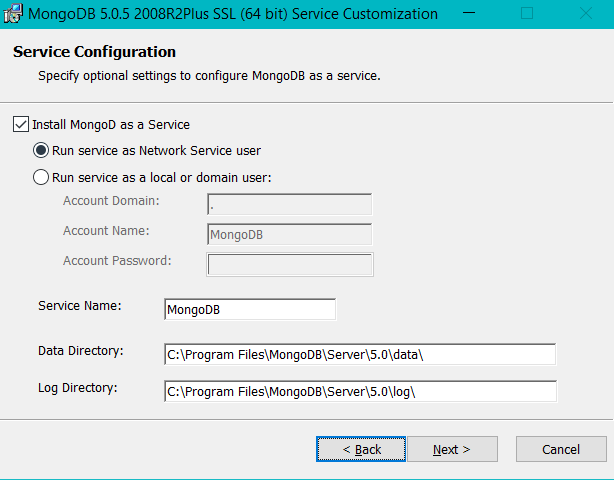 MongoDB 5.0.5 2008R2Plus SSL (64 bit) Service Customization
Service Configuration
Specify optional settings to configure MongoDB as a service.
Install MongoD as a Service
Run service as Network Service user
Run service as a local or domain user:
Account Domain: .
Account Name: MongoDB
Account Password:
Service Name: MongoDB
Data Directory: C:\Program Files\MongoDB\Server\5.0\data\
Log Directory: C:\Program Files\MongoDB\Server\5.0\log\
< Back Next > Cancel